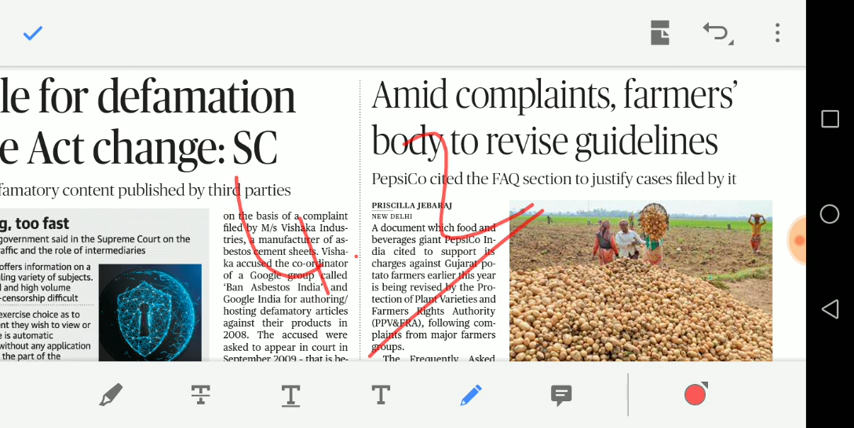 le for defamation
e Act change: SC
famatory content published by third parties
g, too fast
government said in the Supreme Court on the
affic and the role of intermediaries
offers information on a
ling variety of subjects.
d and high volume
-censorship difficult
exercise choice as to
t they wish to view or
e is automatic
without any application
the part of the
on the basis of a complaint
filed by M/s Vishaka Indus-
tries, a manufacturer of as-
bestos cement sheets. Visha-
ka accused the co-ordinator
of a Google group called
‘Ban Asbestos India’ and
Google India for authoring/
hosting defamatory articles
against their products in
2008. The accused were
asked to appear in court in
September 2009 - that is be-
Amid complaints, farmers’
body to revise guidelines
PepsiCo cited the FAQ section to justify cases filed by it
PRISCILLA JEBARAJ
NEW DELHI
A document which food and
beverages giant PepsiCo In-
dia cited to support its
charges against Gujarat po-
tato farmers earlier this year
is being revised by the Pro-
tection of Plant Varieties and
Farmers Rights Authority
(PPV&FRA), following com-
plaints from major farmers
groups.
The Frequently Asked
T
T
T